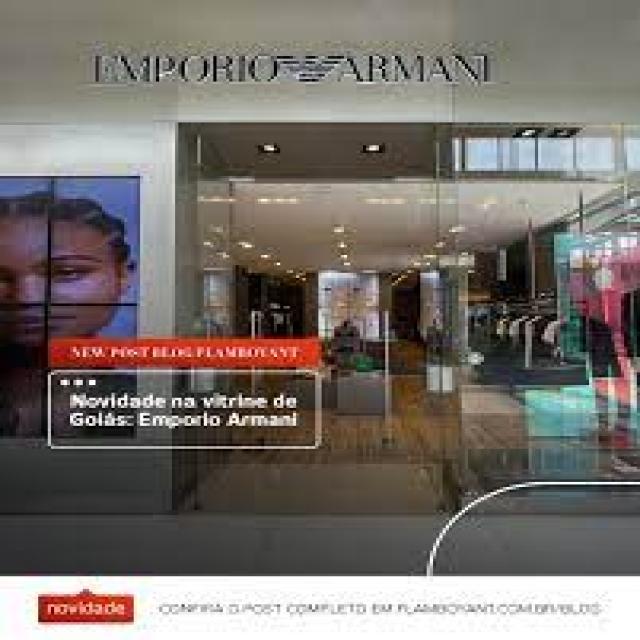 EMPORIO ARMANI
NEW POST BLOG FLAMBOYANT
Novidade na vitrine de
Goiás: Emporio Armani
novidade
CONFIRA O POST COMPLETO EM FLAMBOYANT.COM.BR/BLOG